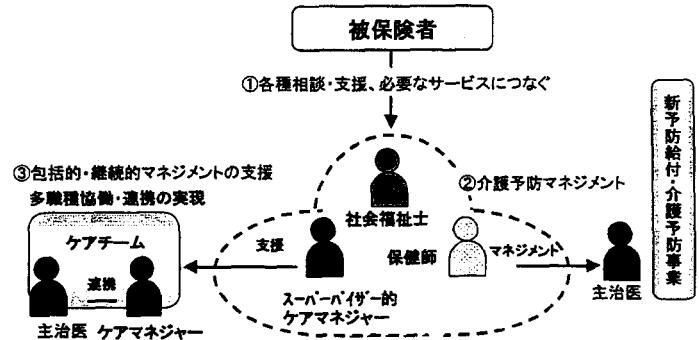 被保険者
①各種相談・支援、必要なサービスにつなぐ
③包括的・継続的マネジメントの支援
多職種協働・連携の実現
ケアチーム
連携
主治医
ケアマネジャー
支援
社会福祉士
スーパーバイザー的
ケアマネジャー
②介護予防マネジメント
保健師
マネジメント
主治医
新予防給付・介護予防事業